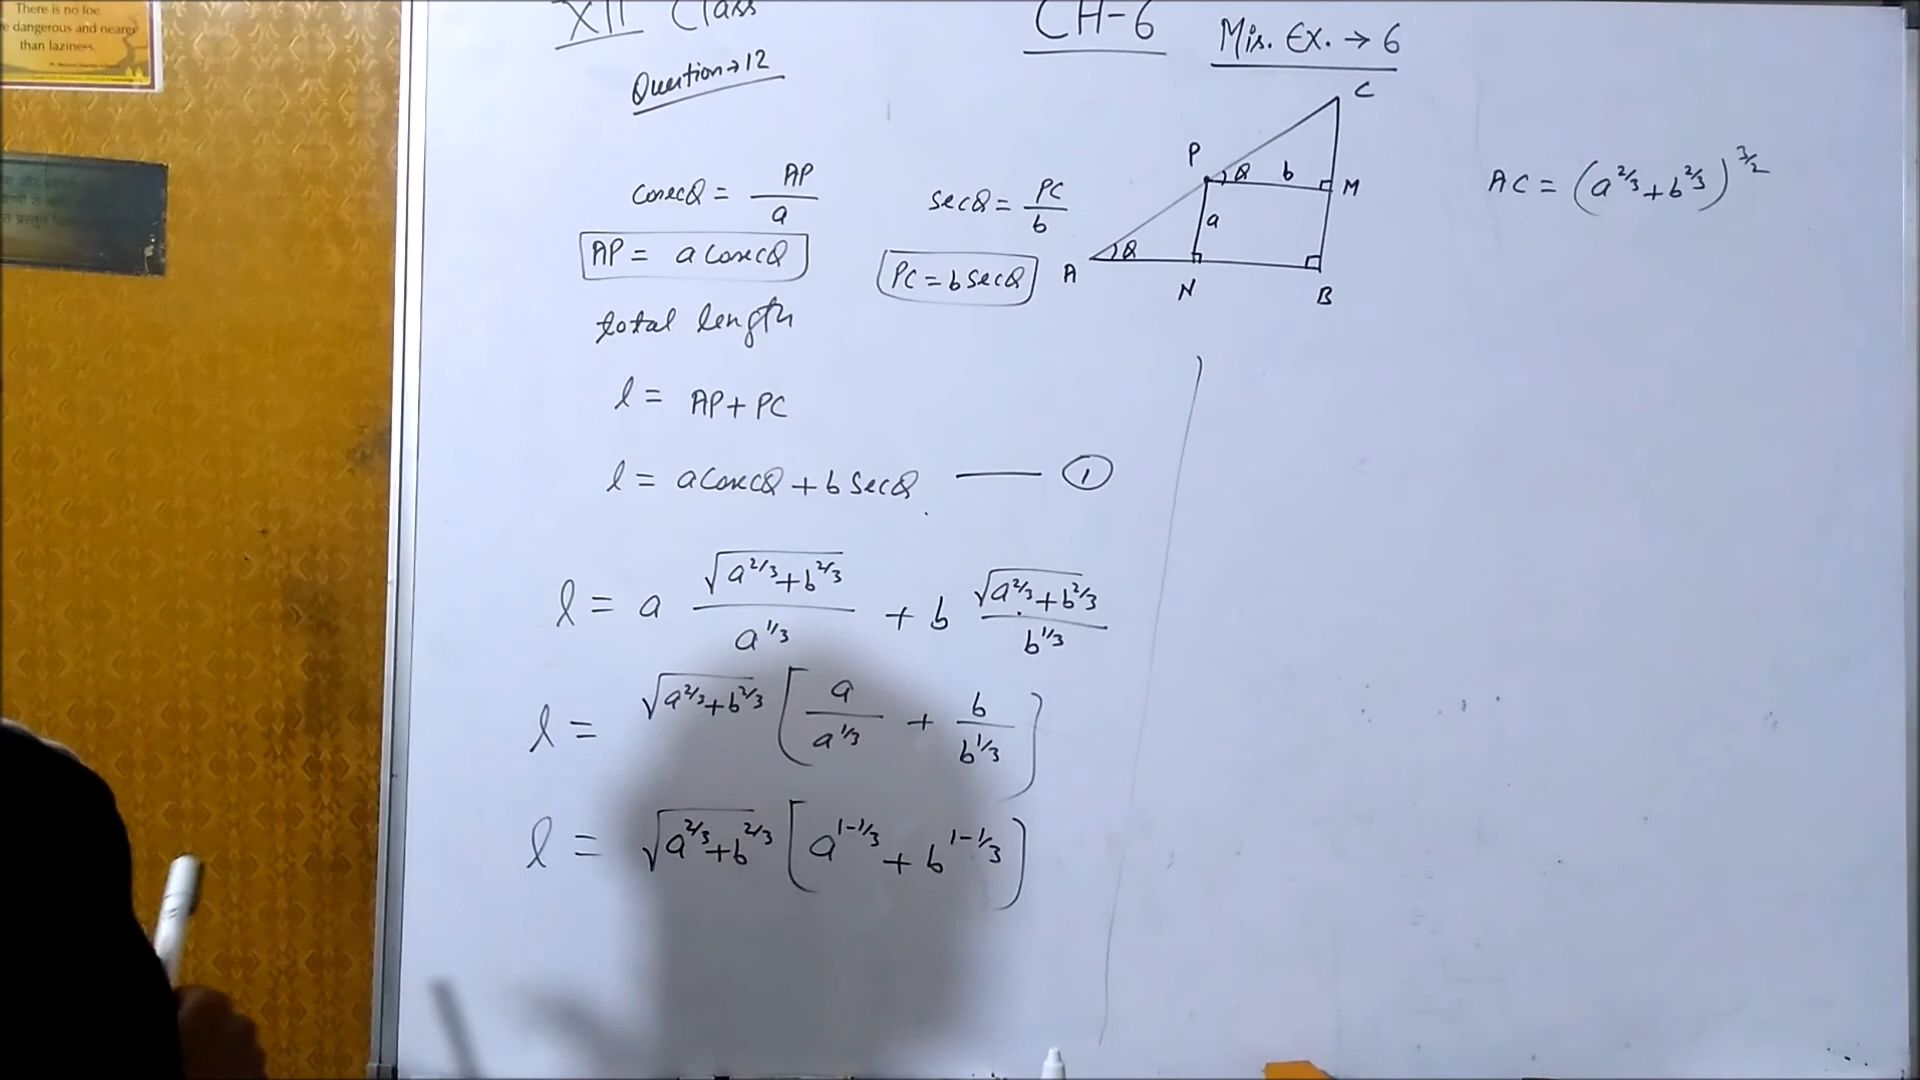 There is no foe
e dangerous and nearer
than laziness.
XII Class
CH-6
Mis. Ex. → 6
Question → 12
cosecθ = AP/a
AP = a cosecθ
secθ = PC/b
PC = b secθ
C
P
θ
b
M
a
A
θ
N
B
AC = (a^2/3 + b^2/3)^3/2
total length
l = AP + PC
l = a cosecθ + b secθ —— ①
l = a √(a^2/3 + b^2/3)/a^1/3 + b √(a^2/3 + b^2/3)/b^1/3
l = √(a^2/3 + b^2/3) [a/a^1/3 + b/b^1/3]
l = √(a^2/3 + b^2/3) [a^1-1/3 + b^1-1/3]